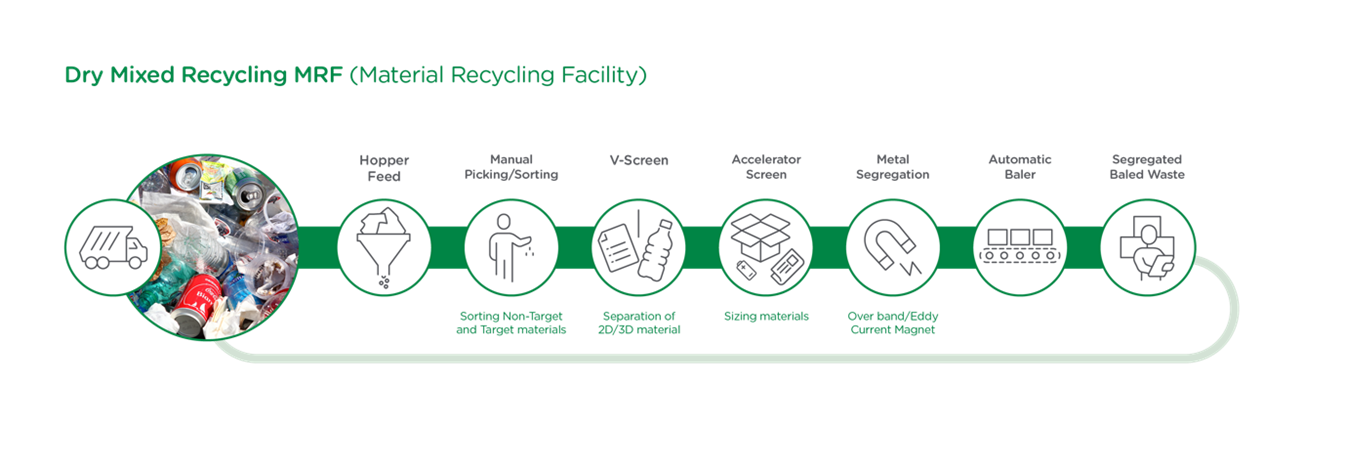 Dry Mixed Recycling MRF (Material Recycling Facility)
Hopper
Feed
Manual
Picking/Sorting
V-Screen
Accelerator
Screen
Metal
Segregation
Automatic
Baler
Segregated
Baled Waste
Sorting Non-Target
and Target materials
Separation of
2D/3D material
Sizing materials
Over band/Eddy
Current Magnet